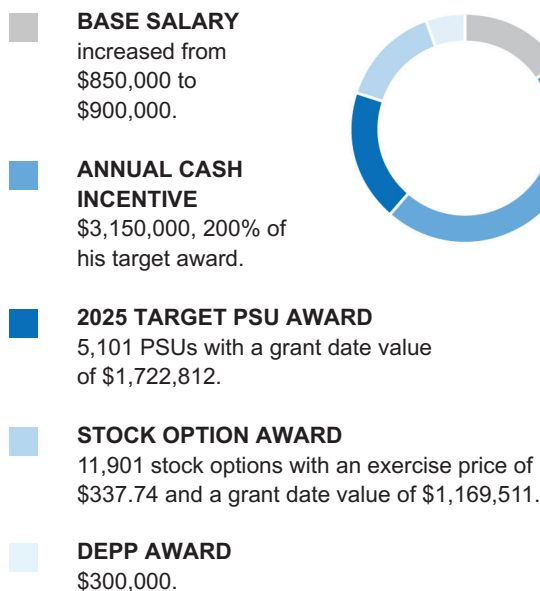 BASE SALARY
increased from
$850,000 to
$900,000.
ANNUAL CASH
INCENTIVE
$3,150,000, 200% of
his target award.
2025 TARGET PSU AWARD
5,101 PSUs with a grant date value
of $1,722,812.
STOCK OPTION AWARD
11,901 stock options with an exercise price of
$337.74 and a grant date value of $1,169,511.
DEPP AWARD
$300,000.